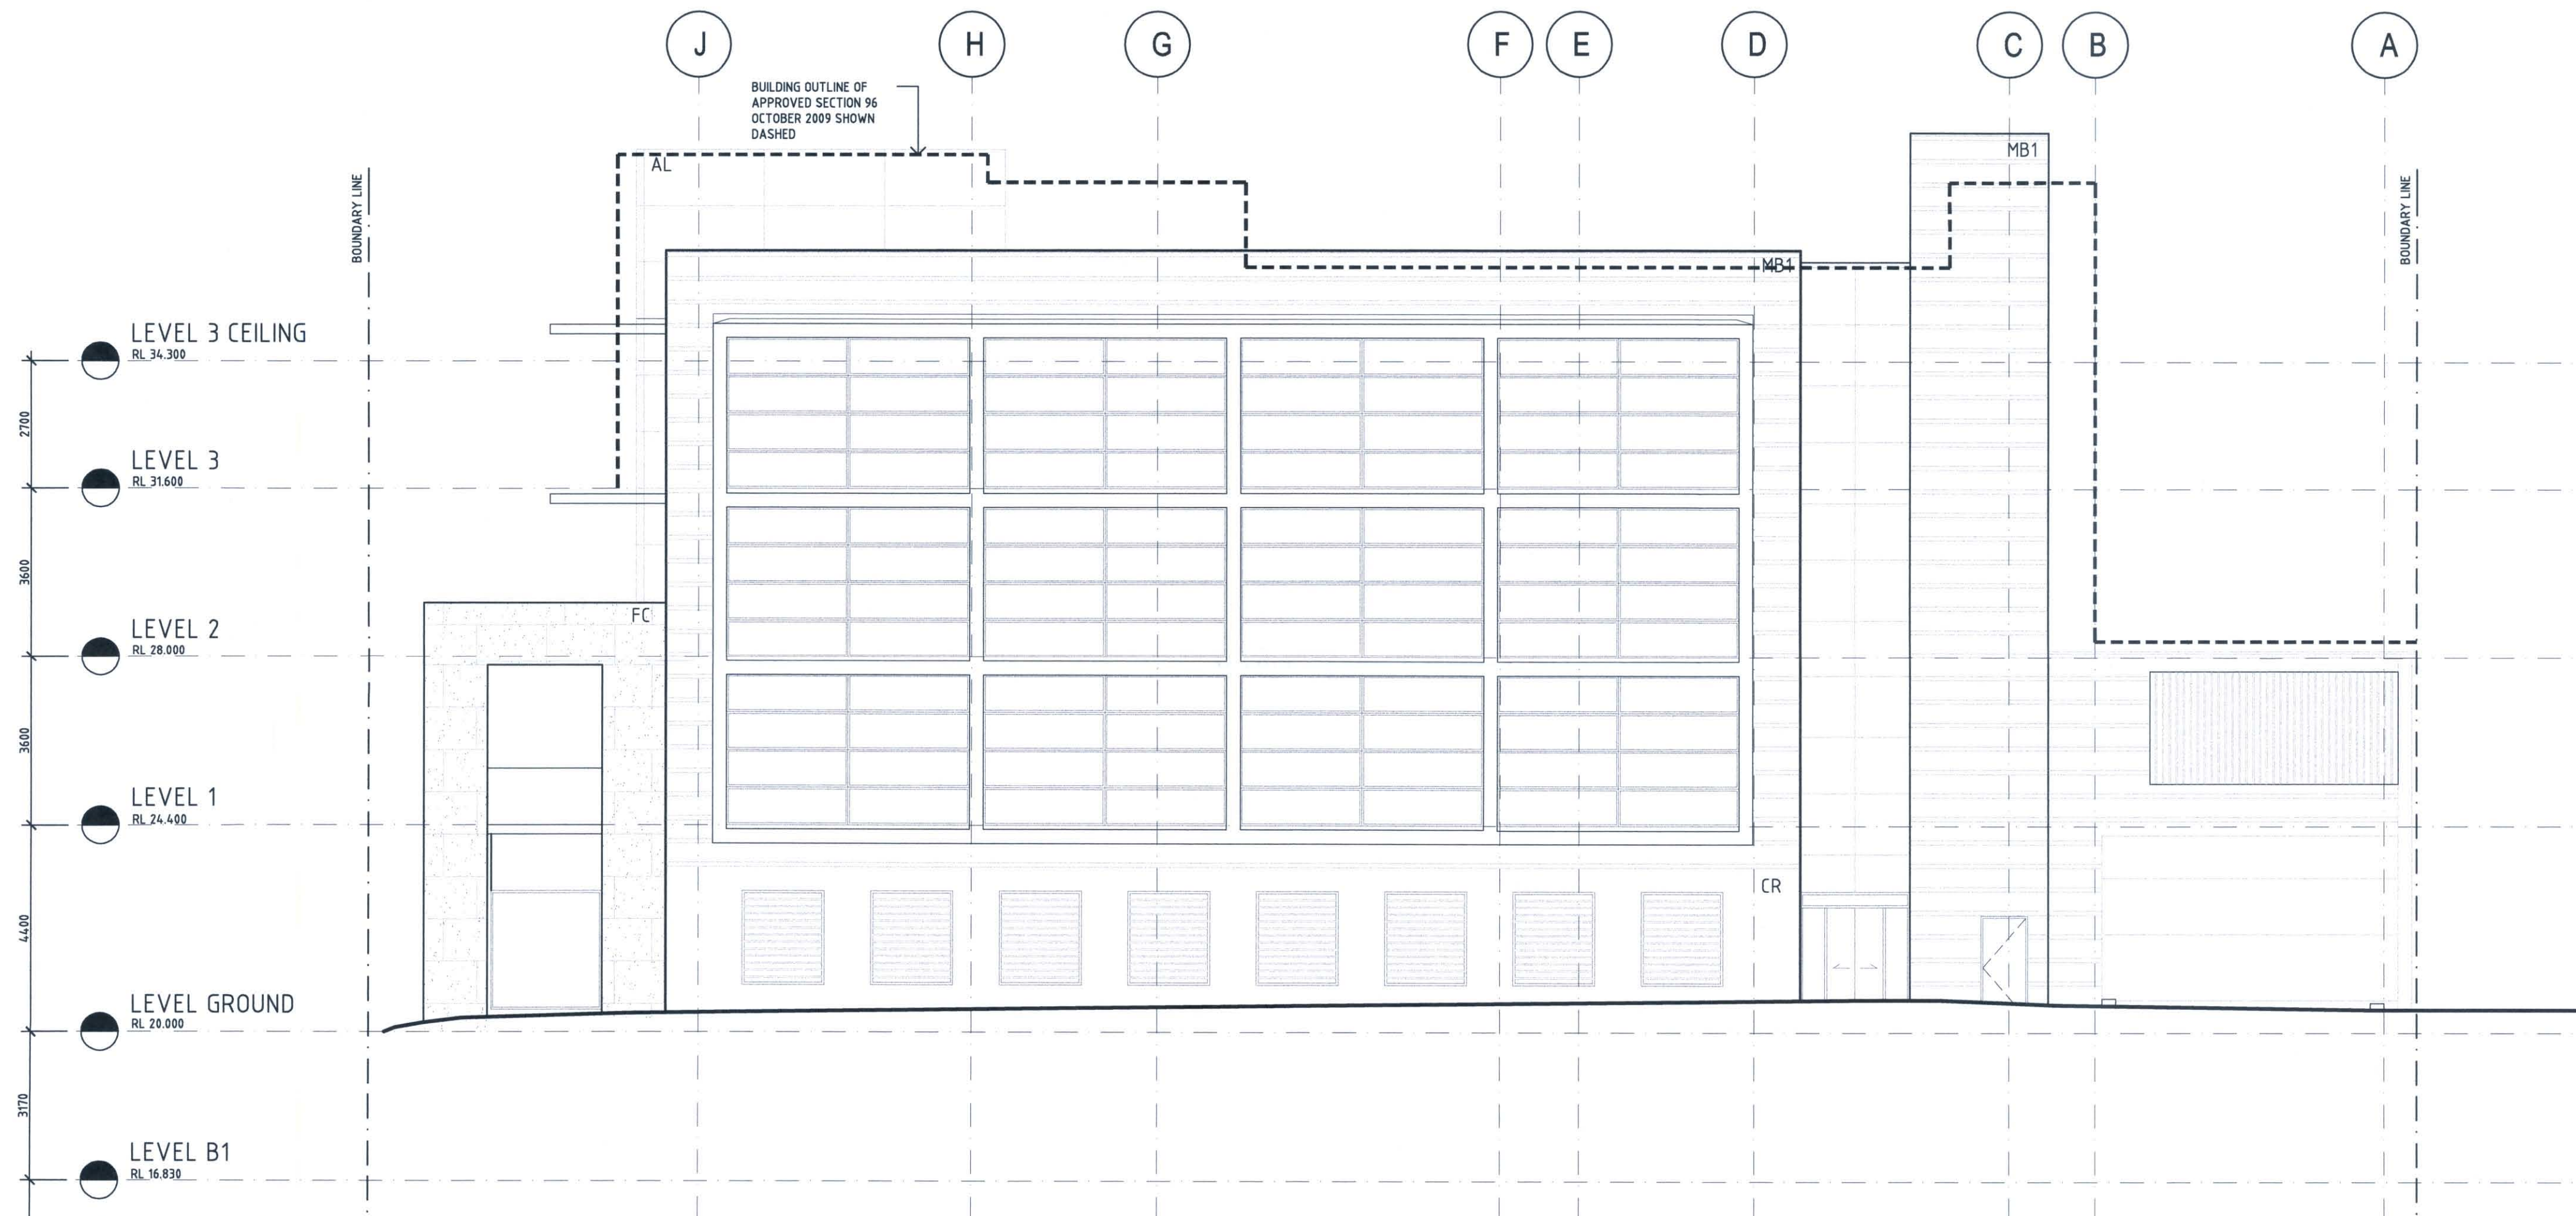 J
H
G
F
E
D
C
B
A
BUILDING OUTLINE OF
APPROVED SECTION 96
OCTOBER 2009 SHOWN
DASHED
AL
MB1
BOUNDARY LINE
BOUNDARY LINE
MB1
LEVEL 3 CEILING
RL 34.300
2700
LEVEL 3
RL 31.600
3600
FC
LEVEL 2
RL 28.000
3600
LEVEL 1
RL 24.400
CR
4400
LEVEL GROUND
RL 20.000
3170
LEVEL B1
RL 16.830